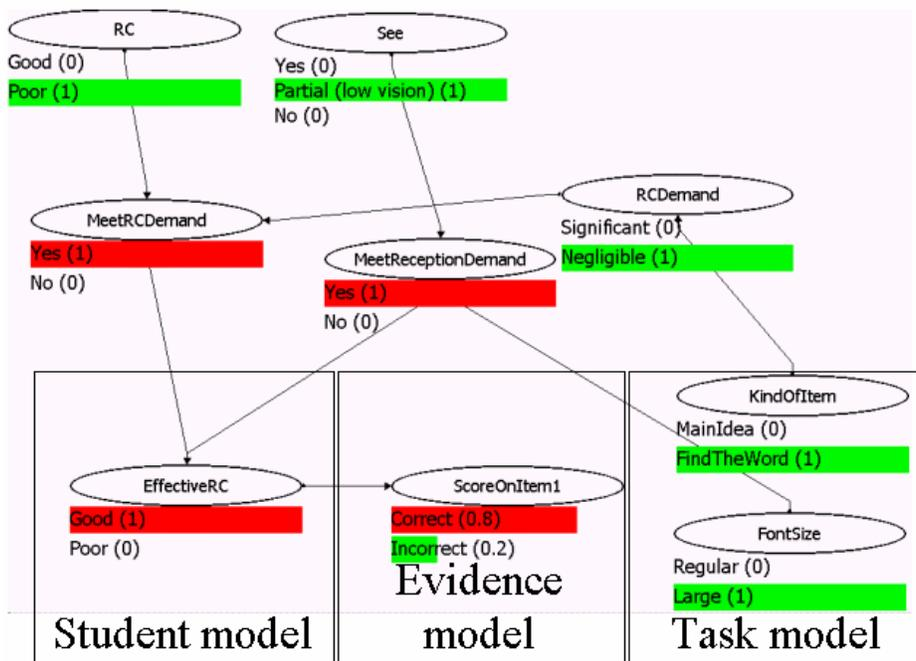 RC
Good (0)
Poor (1)
See
Yes (0)
Partial (low vision) (1)
No (0)
MeetRCDemand
Yes (1)
No (0)
MeetReceptionDemand
Yes (1)
No (0)
RCDemand
Significant (0)
Negligible (1)
KindOfItem
MainIdea (0)
FindTheWord (1)
EffectiveRC
Good (1)
Poor (0)
ScoreOnItem1
Correct (0.8)
Incorrect (0.2)
FontSize
Regular (0)
Large (1)
Student model
Evidence
model
Task model